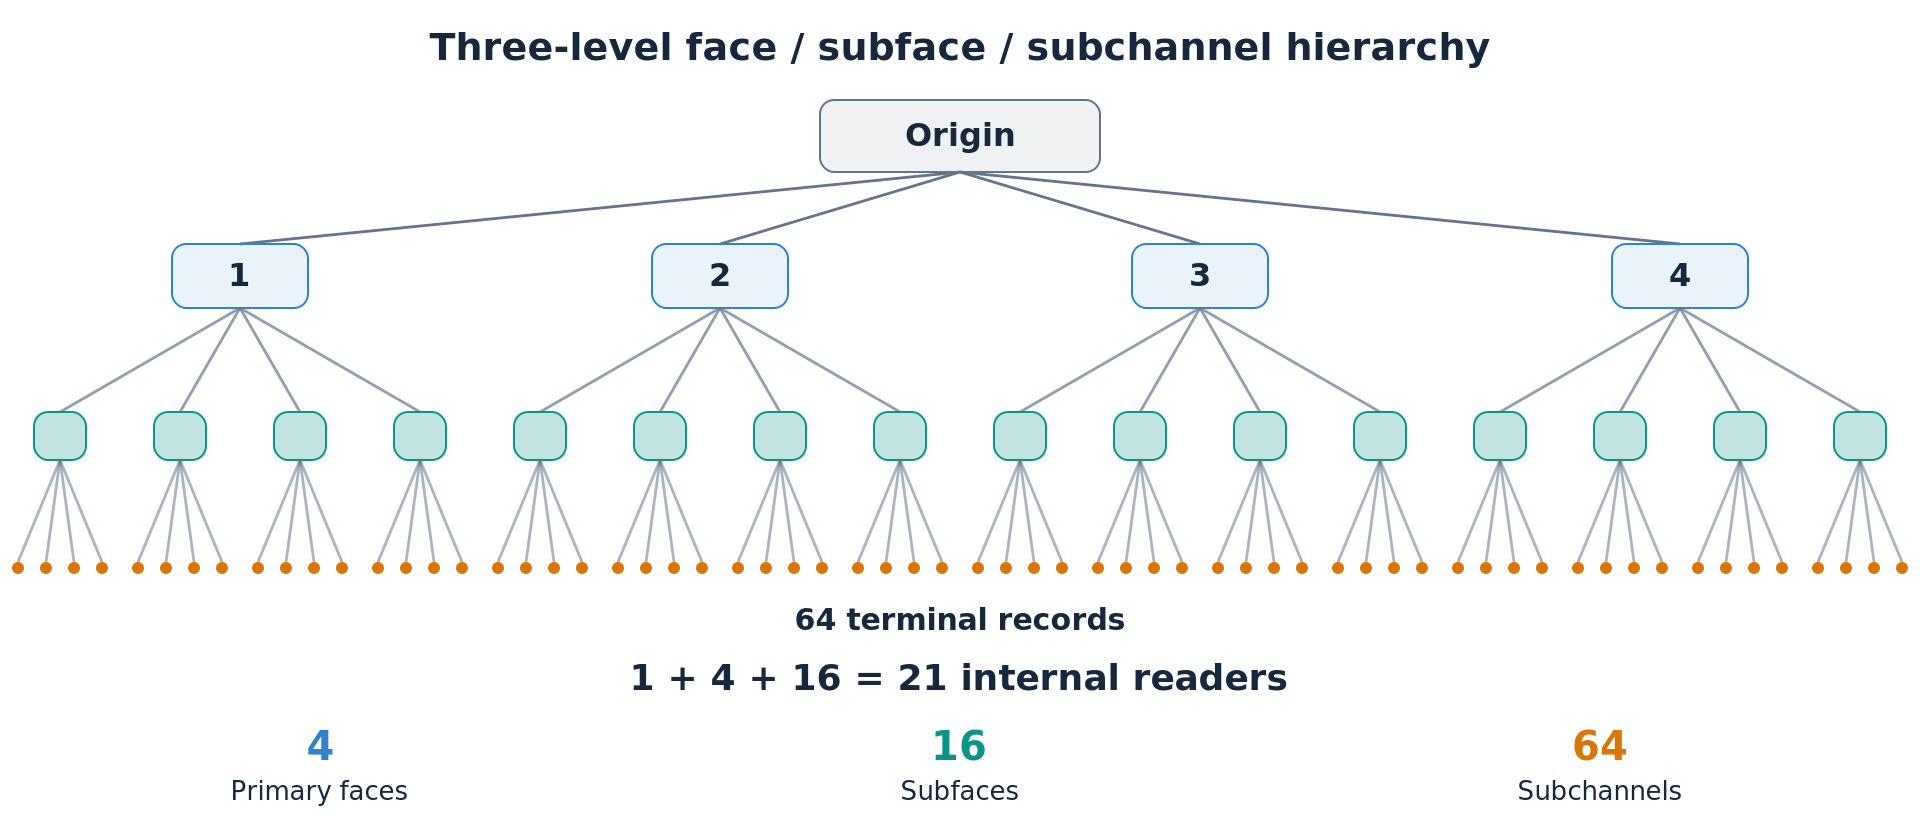 Three-level face / subface / subchannel hierarchy
Origin
1
2
3
4
64 terminal records
1 + 4 + 16 = 21 internal readers
4
Primary faces
16
Subfaces
64
Subchannels